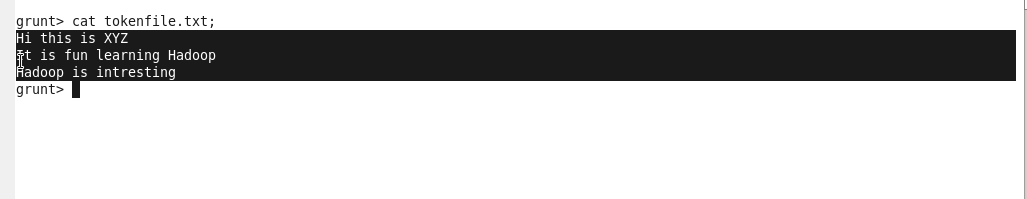 grunt> cat tokenfile.txt;
Hi this is XYZ
It is fun learning Hadoop
Hadoop is intresting
grunt>